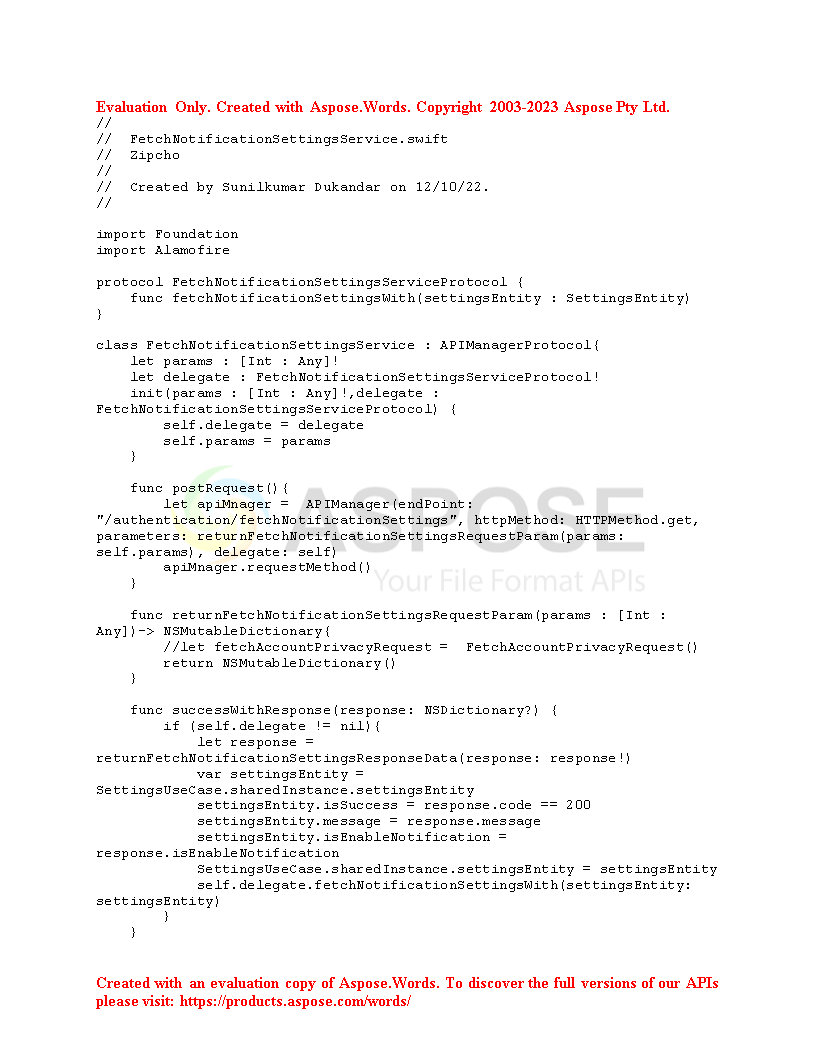 Evaluation Only. Created with Aspose.Words. Copyright 2003-2023 Aspose Pty Ltd.
//
//  FetchNotificationSettingsService.swift
//  Zipcho
//
//  Created by Sunilkumar Dukandar on 12/10/22.
//
import Foundation
import Alamofire
protocol FetchNotificationSettingsServiceProtocol {
    func fetchNotificationSettingsWith(settingsEntity : SettingsEntity)
}
class FetchNotificationSettingsService : APIManagerProtocol{
    let params : [Int : Any]!
    let delegate : FetchNotificationSettingsServiceProtocol!
    init(params : [Int : Any]!,delegate :
FetchNotificationSettingsServiceProtocol) {
        self.delegate = delegate
        self.params = params
    }
    func postRequest(){
        let apiMnager =  APIManager(endPoint:
"/authentication/fetchNotificationSettings", httpMethod: HTTPMethod.get,
parameters: returnFetchNotificationSettingsRequestParam(params:
self.params), delegate: self)
        apiMnager.requestMethod()
    }
    func returnFetchNotificationSettingsRequestParam(params : [Int :
Any])-> NSMutableDictionary{
        //let fetchAccountPrivacyRequest =  FetchAccountPrivacyRequest()
        return NSMutableDictionary()
    }
    func successWithResponse(response: NSDictionary?) {
        if (self.delegate != nil){
            let response =
returnFetchNotificationSettingsResponseData(response: response!)
            var settingsEntity =
SettingsUseCase.sharedInstance.settingsEntity
            settingsEntity.isSuccess = response.code == 200
            settingsEntity.message = response.message
            settingsEntity.isEnableNotification =
response.isEnableNotification
            SettingsUseCase.sharedInstance.settingsEntity = settingsEntity
            self.delegate.fetchNotificationSettingsWith(settingsEntity:
settingsEntity)
        }
    }
ASPOSE
Your File Format APIs
Created with an evaluation copy of Aspose.Words. To discover the full versions of our APIs
please visit: https://products.aspose.com/words/